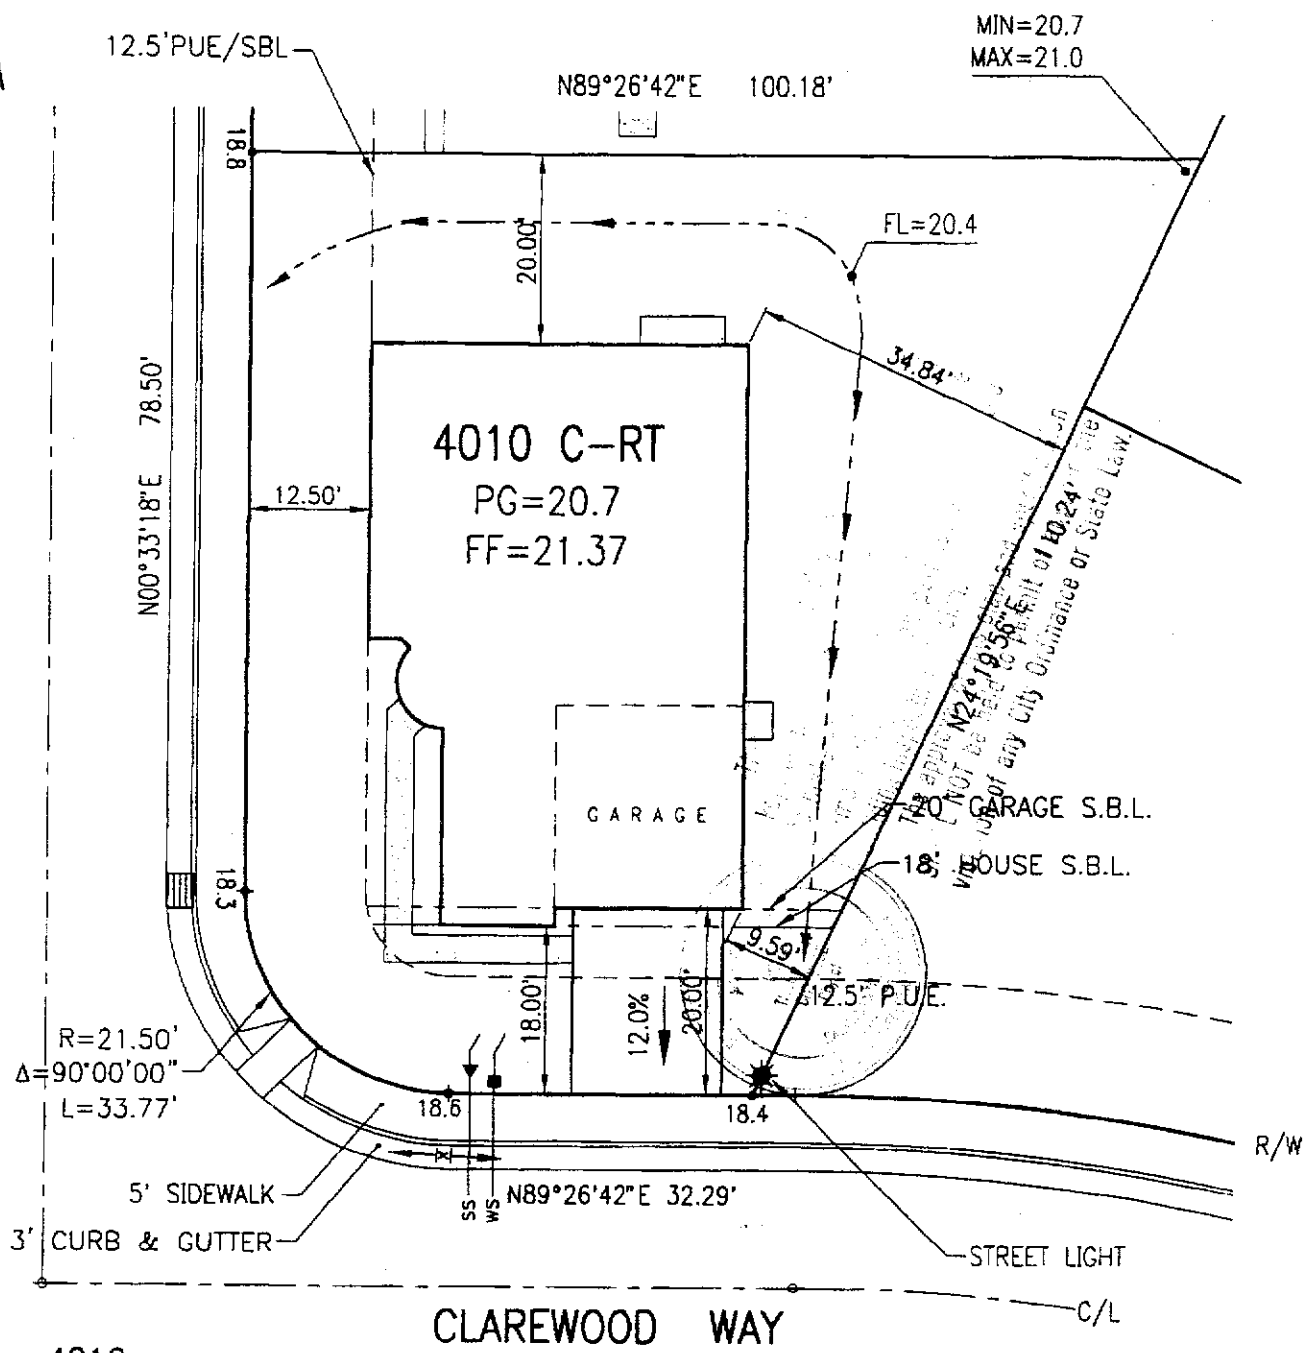 MIN=20.7
MAX=21.0
12.5'PUE/SBL
N89°26'42"E 100.18'
18.8
FL=20.4
20.00'
34.84'
N00°33'18"E 78.50'
4010 C-RT
PG=20.7
FF=21.37
12.50'
N24°19'56"E 110.24'
of any City Ordinance or State Law.
GARAGE
20' GARAGE S.B.L.
18' HOUSE S.B.L.
18.3
9.59'
12.5' P.U.E.
18.00'
12.0%
20.00'
R=21.50'
Δ=90°00'00"
L=33.77'
18.6
18.4
R/W
5' SIDEWALK
SS
WS
N89°26'42"E 32.29'
3' CURB & GUTTER
STREET LIGHT
C/L
CLAREWOOD WAY